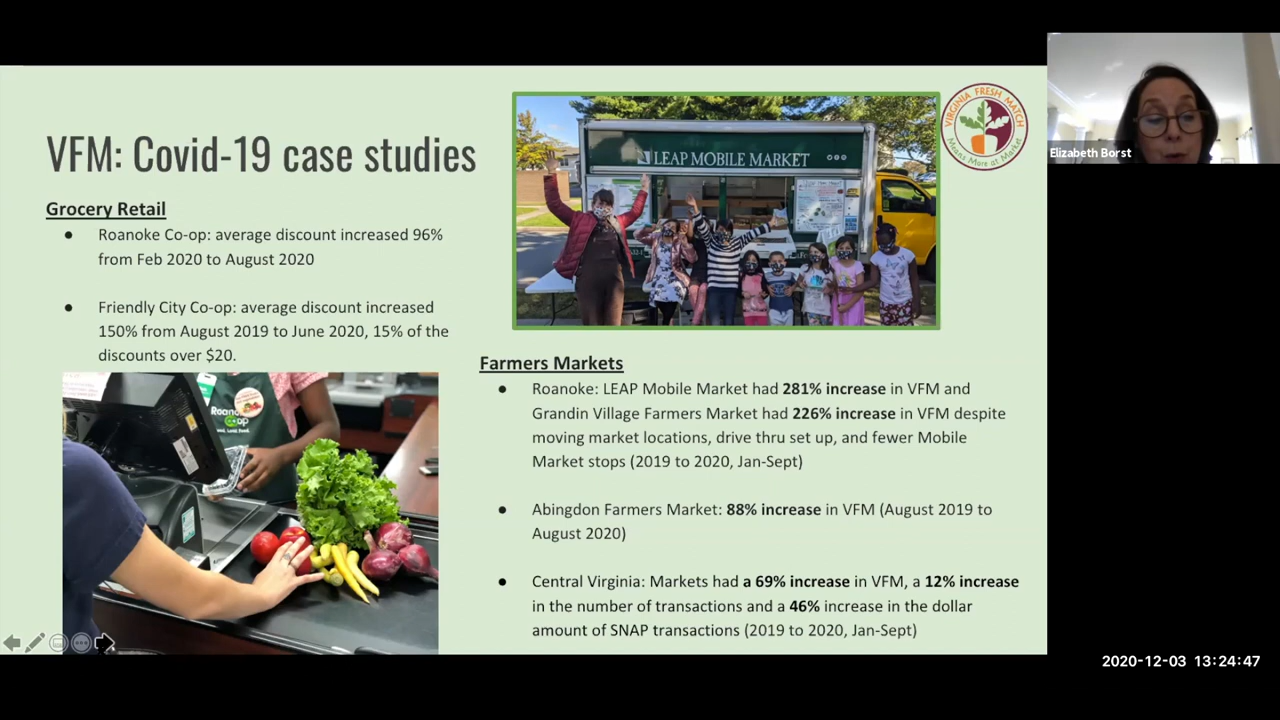 VFM: Covid-19 case studies
Grocery Retail
● Roanoke Co-op: average discount increased 96%
from Feb 2020 to August 2020
● Friendly City Co-op: average discount increased
150% from August 2019 to June 2020, 15% of the
discounts over $20.
LEAP MOBILE MARKET
VIRGINIA FRESH MATCH
Means More at Market
Elizabeth Borst
Farmers Markets
● Roanoke: LEAP Mobile Market had 281% increase in VFM and
Grandin Village Farmers Market had 226% increase in VFM despite
moving market locations, drive thru set up, and fewer Mobile
Market stops (2019 to 2020, Jan-Sept)
● Abingdon Farmers Market: 88% increase in VFM (August 2019 to
August 2020)
● Central Virginia: Markets had a 69% increase in VFM, a 12% increase
in the number of transactions and a 46% increase in the dollar
amount of SNAP transactions (2019 to 2020, Jan-Sept)
2020-12-03 13:24:47